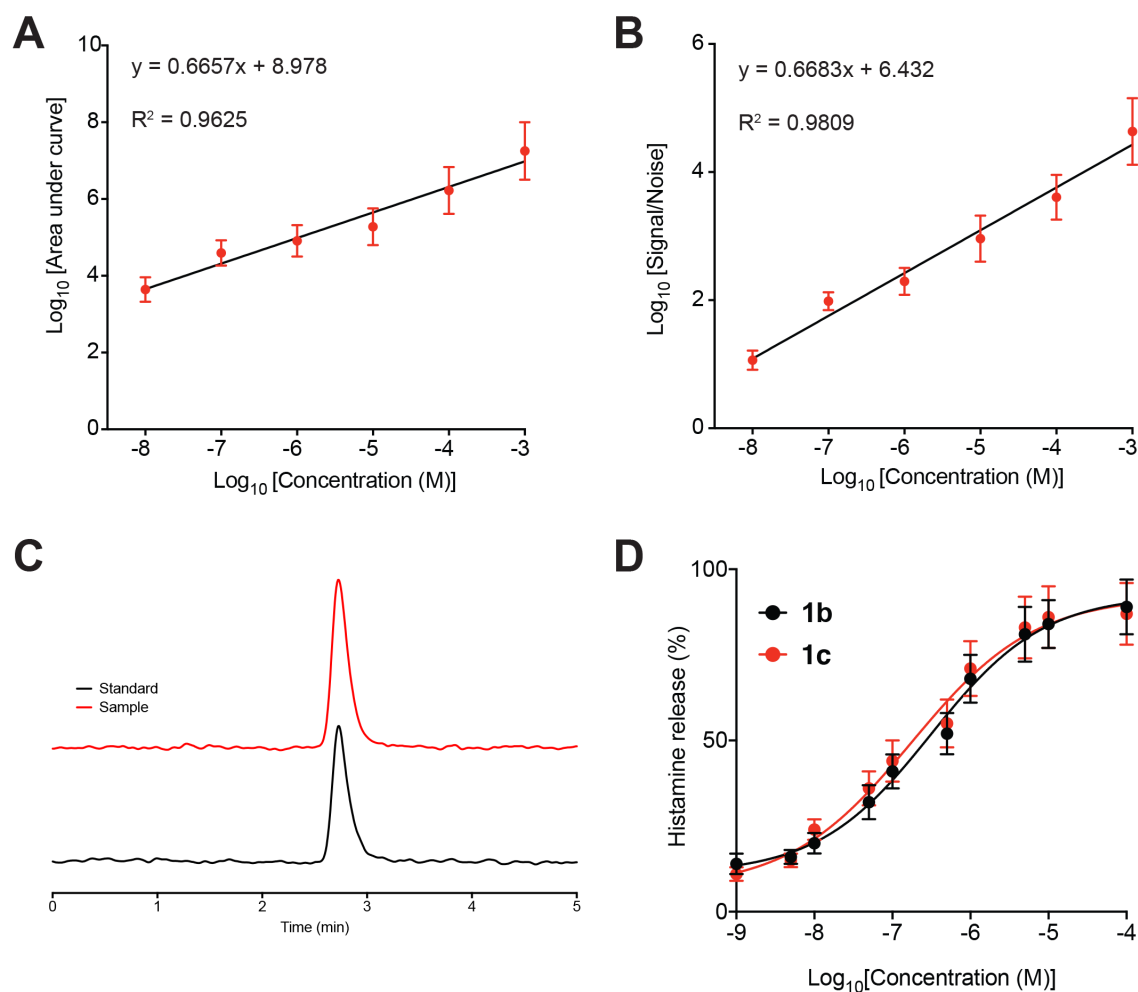 A
y = 0.6657x + 8.978
R² = 0.9625
Log₁₀ [Area under curve]
10
8
6
4
2
0
-8 -7 -6 -5 -4 -3
Log₁₀ [Concentration (M)]
B
y = 0.6683x + 6.432
R² = 0.9809
Log₁₀ [Signal/Noise]
6
4
2
0
-8 -7 -6 -5 -4 -3
Log₁₀ [Concentration (M)]
C
Standard
Sample
0 1 2 3 4 5
Time (min)
D
1b
1c
Histamine release (%)
100
50
0
-9 -8 -7 -6 -5 -4
Log₁₀[Concentration (M)]